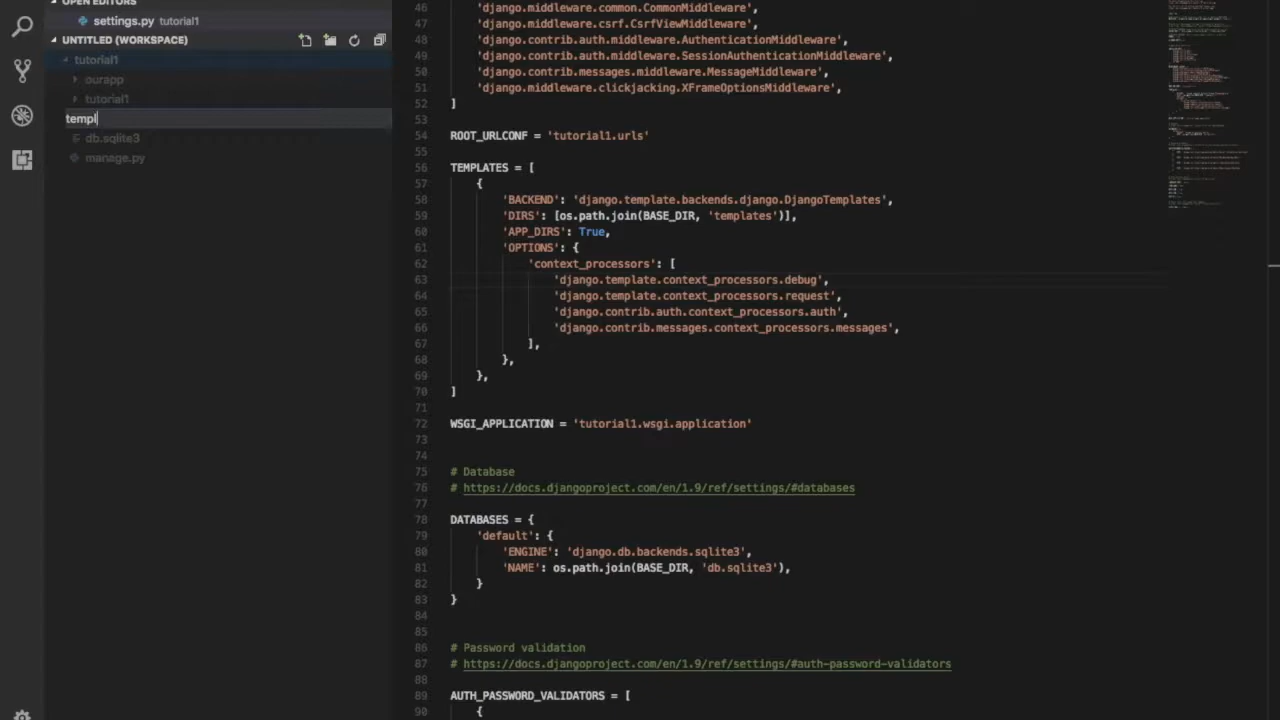 OPEN EDITORS
settings.py tutorial1
UNTITLED (WORKSPACE)
tutorial1
ourapp
tutorial1
templ
db.sqlite3
manage.py
46 'django.middleware.common.CommonMiddleware',
47 'django.middleware.csrf.CsrfViewMiddleware',
48 'django.contrib.auth.middleware.AuthenticationMiddleware',
49 'django.contrib.auth.middleware.SessionAuthenticationMiddleware',
50 'django.contrib.messages.middleware.MessageMiddleware',
51 'django.middleware.clickjacking.XFrameOptionsMiddleware',
52 ]
53
54 ROOT_URLCONF = 'tutorial1.urls'
55
56 TEMPLATES = [
57 {
58 'BACKEND': 'django.template.backends.django.DjangoTemplates',
59 'DIRS': [os.path.join(BASE_DIR, 'templates')],
60 'APP_DIRS': True,
61 'OPTIONS': {
62 'context_processors': [
63 'django.template.context_processors.debug',
64 'django.template.context_processors.request',
65 'django.contrib.auth.context_processors.auth',
66 'django.contrib.messages.context_processors.messages',
67 ],
68 },
69 },
70 ]
71
72 WSGI_APPLICATION = 'tutorial1.wsgi.application'
73
74
75 # Database
76 # https://docs.djangoproject.com/en/1.9/ref/settings/#databases
77
78 DATABASES = {
79 'default': {
80 'ENGINE': 'django.db.backends.sqlite3',
81 'NAME': os.path.join(BASE_DIR, 'db.sqlite3'),
82 }
83 }
84
85
86 # Password validation
87 # https://docs.djangoproject.com/en/1.9/ref/settings/#auth-password-validators
88
89 AUTH_PASSWORD_VALIDATORS = [
90 {